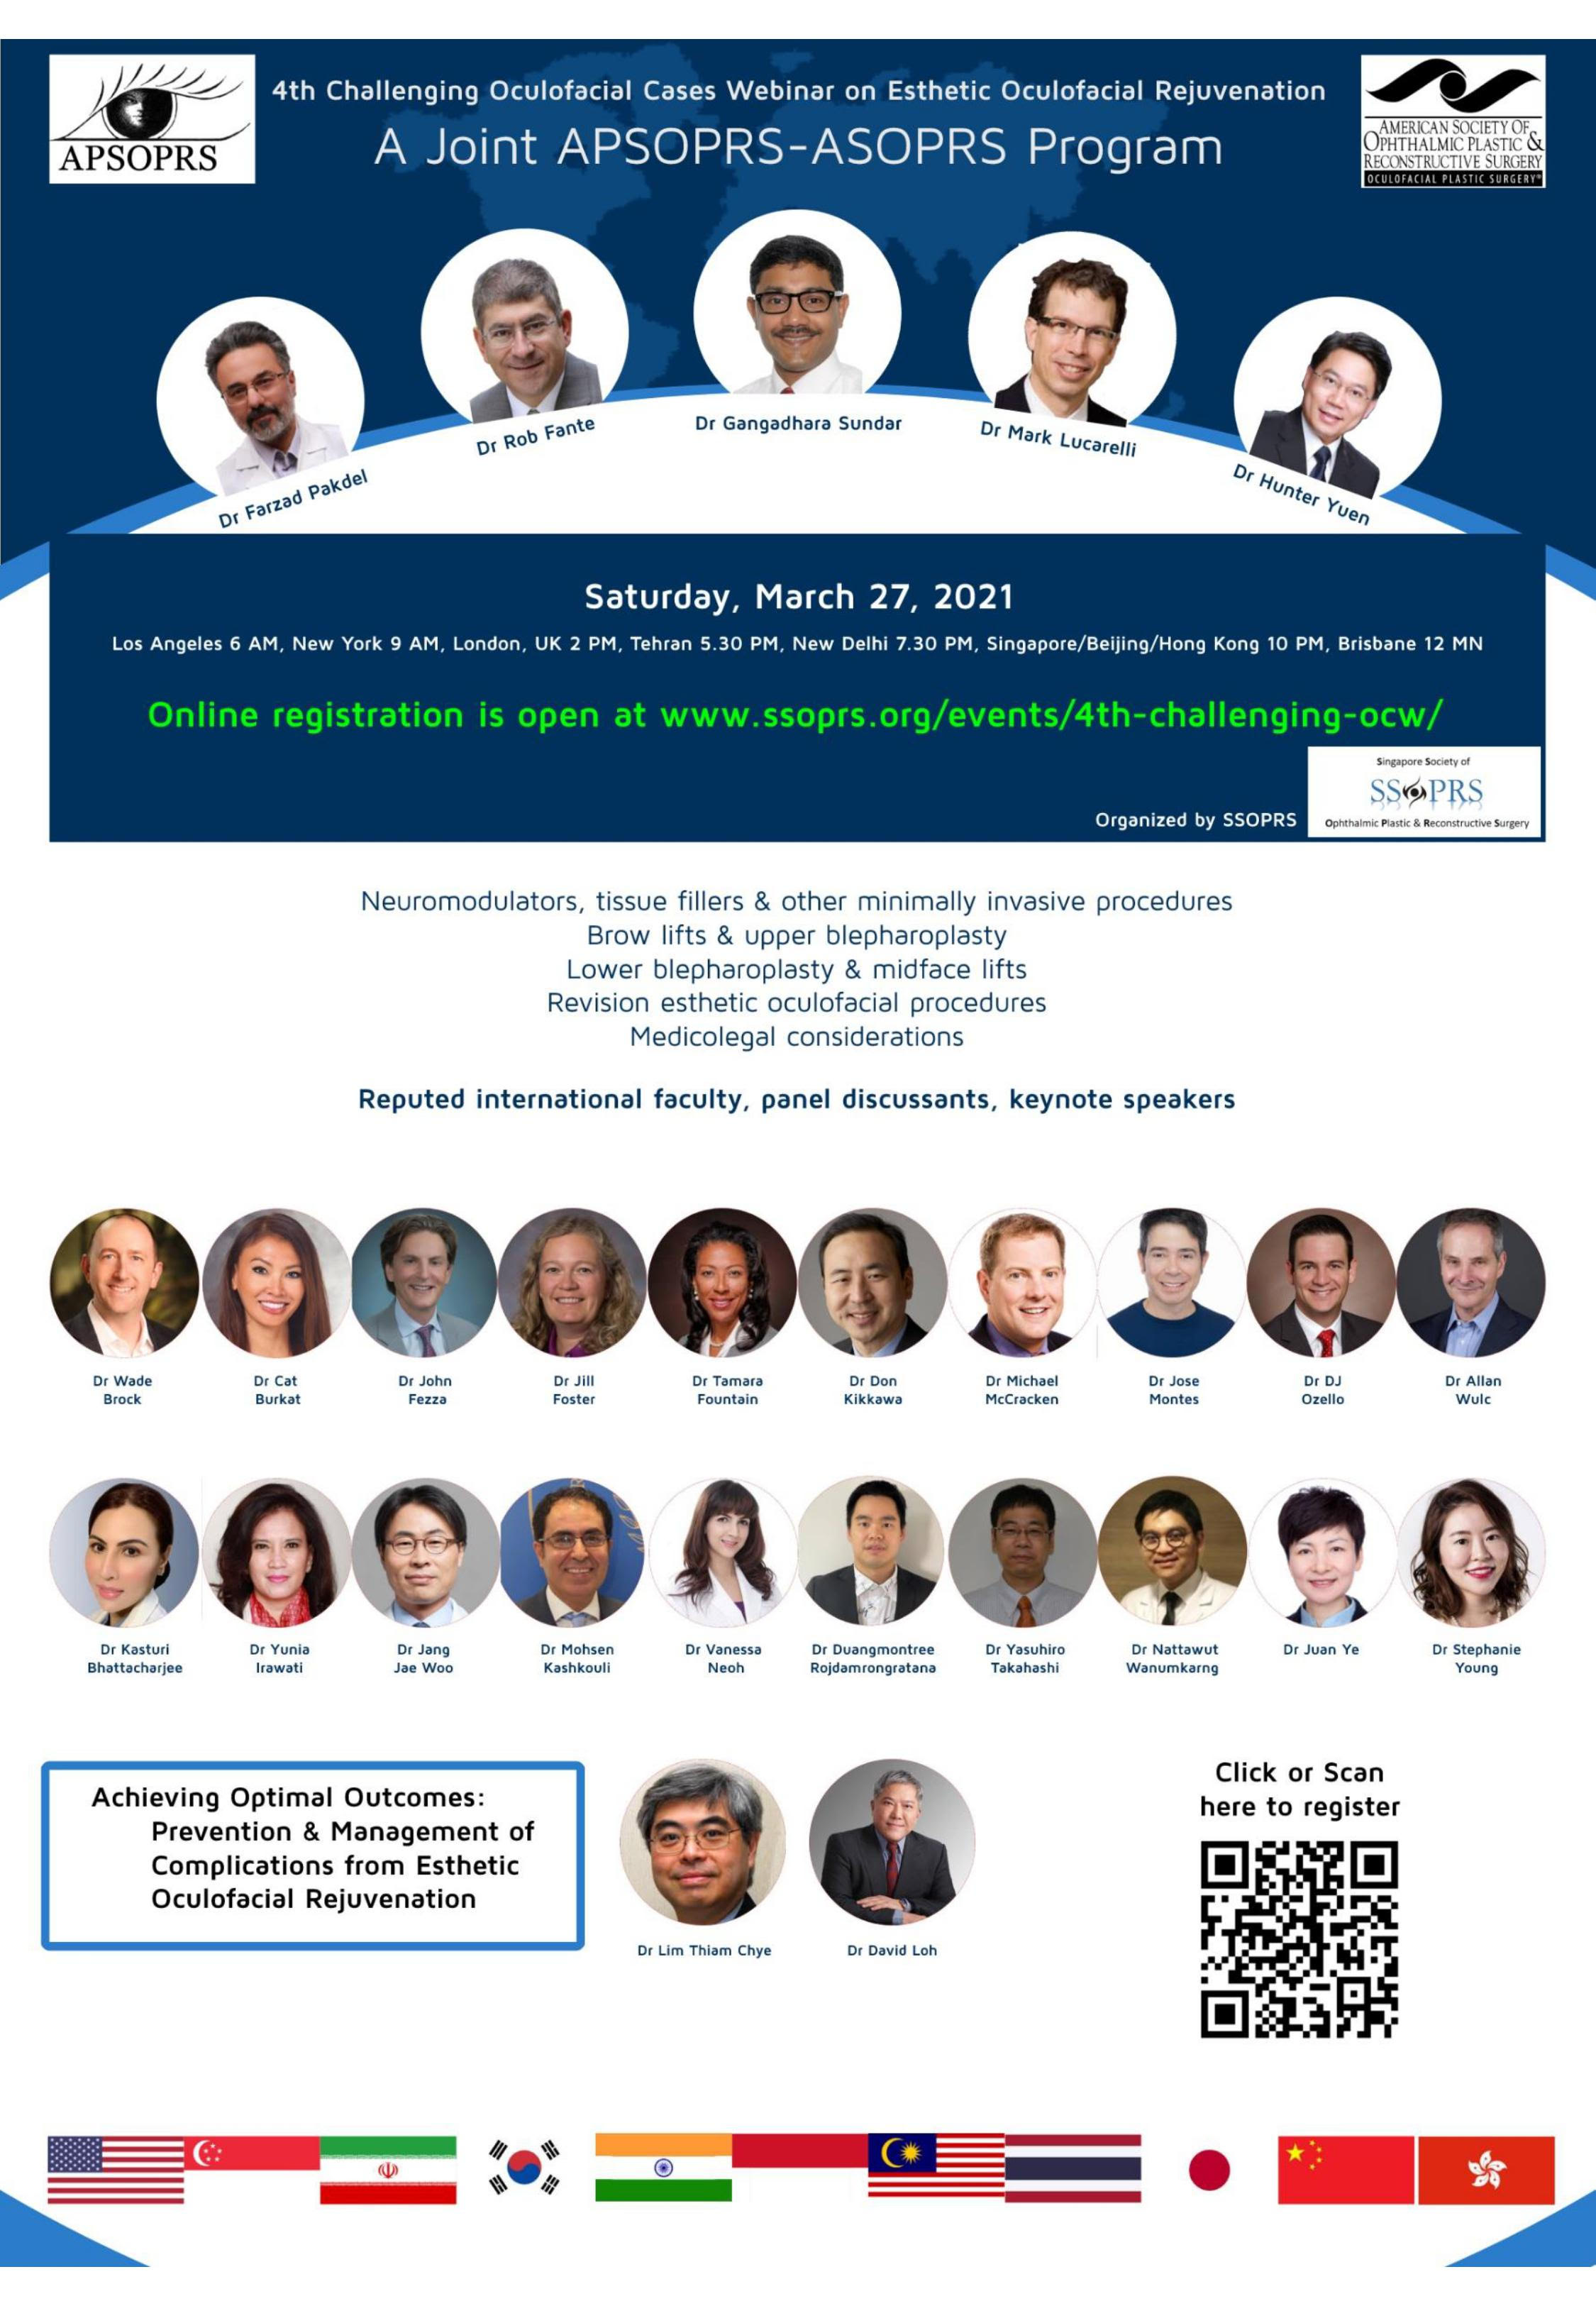 APSOPRS
4th Challenging Oculofacial Cases Webinar on Esthetic Oculofacial Rejuvenation
A Joint APSOPRS-ASOPRS Program
AMERICAN SOCIETY OF
OPHTHALMIC PLASTIC &
RECONSTRUCTIVE SURGERY
OCULOFACIAL PLASTIC SURGERY™
Dr Farzad Pakdel
Dr Rob Fante
Dr Gangadhara Sundar
Dr Mark Lucarelli
Dr Hunter Yuen
Saturday, March 27, 2021
Los Angeles 6 AM, New York 9 AM, London, UK 2 PM, Tehran 5.30 PM, New Delhi 7.30 PM, Singapore/Beijing/Hong Kong 10 PM, Brisbane 12 MN
Online registration is open at www.ssoprs.org/events/4th-challenging-ocw/
Organized by SSOPRS
Singapore Society of
SSOPRS
Ophthalmic Plastic & Reconstructive Surgery
Neuromodulators, tissue fillers & other minimally invasive procedures
Brow lifts & upper blepharoplasty
Lower blepharoplasty & midface lifts
Revision esthetic oculofacial procedures
Medicolegal considerations
Reputed international faculty, panel discussants, keynote speakers
Dr Wade
Brock
Dr Cat
Burkat
Dr John
Fezza
Dr Jill
Foster
Dr Tamara
Fountain
Dr Don
Kikkawa
Dr Michael
McCracken
Dr Jose
Montes
Dr DJ
Ozello
Dr Allan
Wulc
Dr Kasturi
Bhattacharjee
Dr Yunia
Irawati
Dr Jang
Jae Woo
Dr Mohsen
Kashkouli
Dr Vanessa
Neoh
Dr Duangmontree
Rojdamrongratana
Dr Yasuhiro
Takahashi
Dr Nattawut
Wanumkarng
Dr Juan Ye
Dr Stephanie
Young
Achieving Optimal Outcomes:
Prevention & Management of
Complications from Esthetic
Oculofacial Rejuvenation
Dr Lim Thiam Chye
Dr David Loh
Click or Scan
here to register